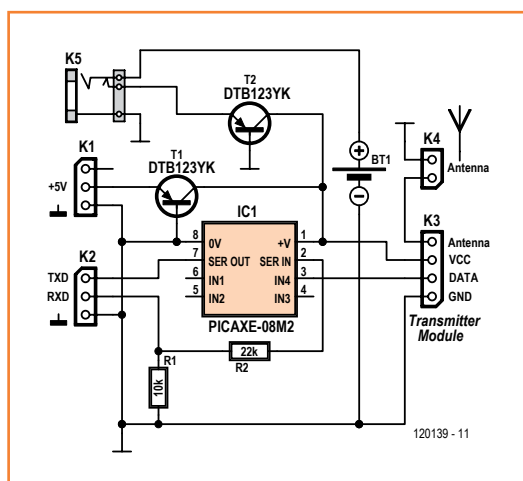 K5
T2
DTB123YK
K4
K1
T1
DTB123YK
+5V
BT1
Antenna
IC1
K3
K2
8 0V +V 1
TXD
7 SER OUT SER IN 2
RXD
6 IN1 IN4 3
5 IN2 IN3 4
PICAXE-08M2
Antenna
VCC
DATA
GND
Transmitter
Module
22k
R2
R1
10k
120139 - 11